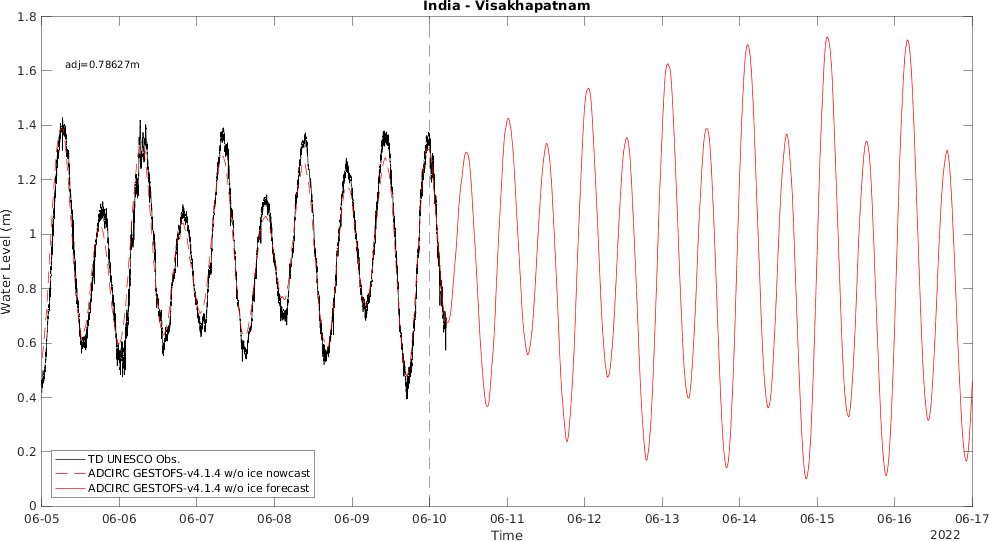 India - Visakhapatnam
1.8
1.6
1.4
1.2
1
0.8
0.6
0.4
0.2
0
Water Level (m)
adj=0.78627m
TD UNESCO Obs.
ADCIRC GESTOFS-v4.1.4 w/o ice nowcast
ADCIRC GESTOFS-v4.1.4 w/o ice forecast
06-05 06-06 06-07 06-08 06-09 06-10 06-11 06-12 06-13 06-14 06-15 06-16 06-17
Time
2022